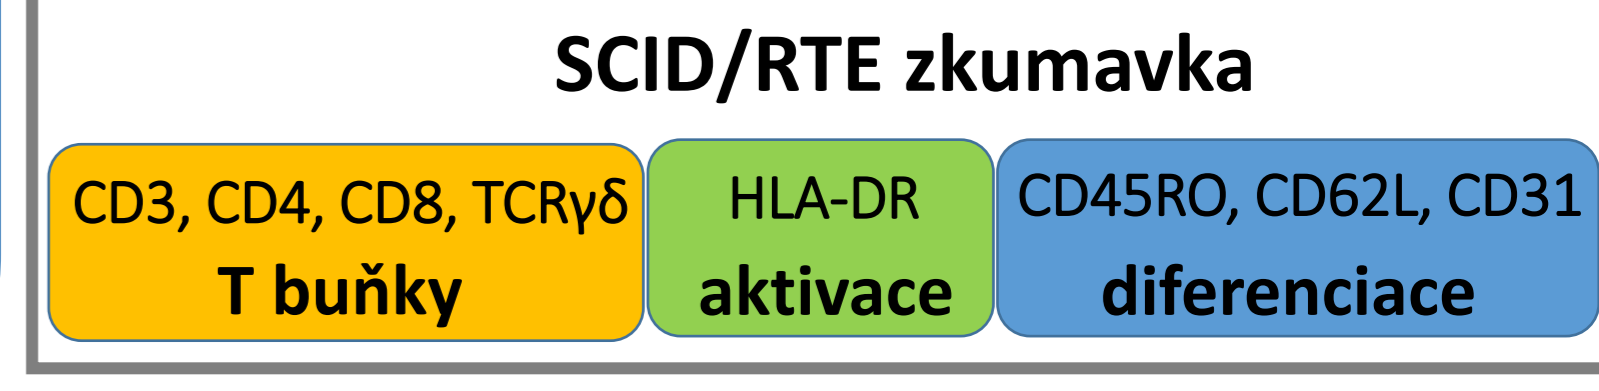 SCID/RTE zkumavka
CD3, CD4, CD8, TCRγδ
T buňky
HLA-DR
aktivace
CD45RO, CD62L, CD31
diferenciace